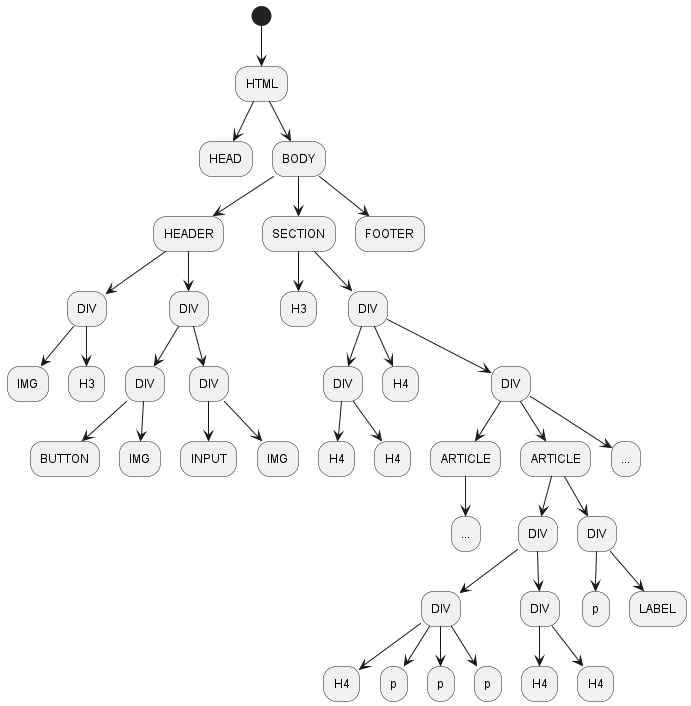 HTML
HEAD
BODY
HEADER
SECTION
FOOTER
DIV
DIV
H3
DIV
IMG
H3
DIV
DIV
DIV
H4
DIV
BUTTON
IMG
INPUT
IMG
H4
H4
ARTICLE
ARTICLE
...
...
DIV
DIV
DIV
DIV
p
LABEL
H4
p
p
p
H4
H4